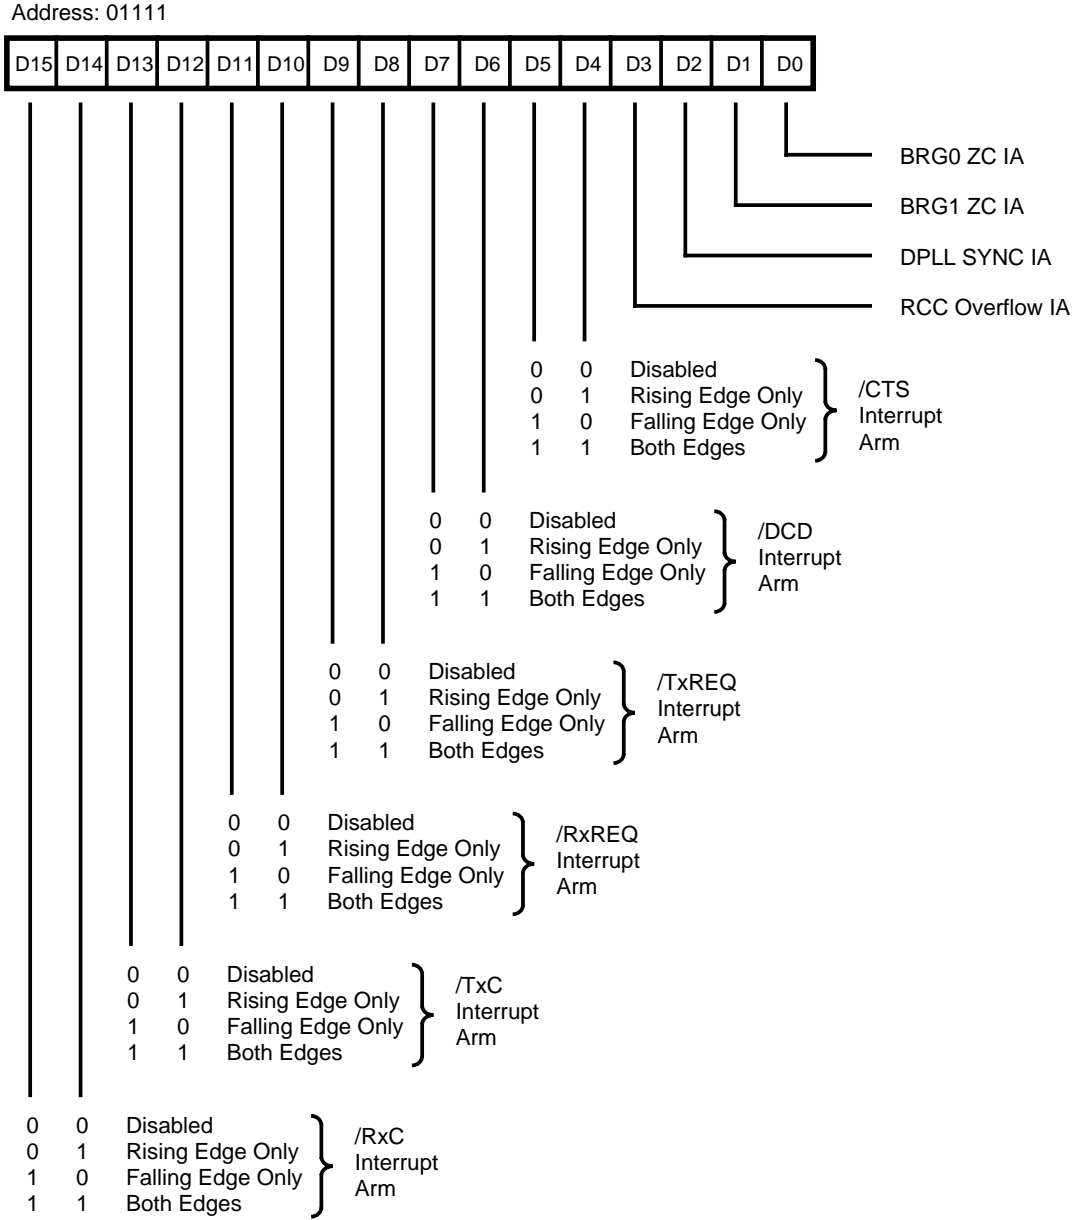 Address: 01111
D15 D14 D13 D12 D11 D10 D9 D8 D7 D6 D5 D4 D3 D2 D1 D0
BRG0 ZC IA
BRG1 ZC IA
DPLL SYNC IA
RCC Overflow IA
0 0 Disabled
0 1 Rising Edge Only
1 0 Falling Edge Only
1 1 Both Edges
/CTS
Interrupt
Arm
0 0 Disabled
0 1 Rising Edge Only
1 0 Falling Edge Only
1 1 Both Edges
/DCD
Interrupt
Arm
0 0 Disabled
0 1 Rising Edge Only
1 0 Falling Edge Only
1 1 Both Edges
/TxREQ
Interrupt
Arm
0 0 Disabled
0 1 Rising Edge Only
1 0 Falling Edge Only
1 1 Both Edges
/RxREQ
Interrupt
Arm
0 0 Disabled
0 1 Rising Edge Only
1 0 Falling Edge Only
1 1 Both Edges
/TxC
Interrupt
Arm
0 0 Disabled
0 1 Rising Edge Only
1 0 Falling Edge Only
1 1 Both Edges
/RxC
Interrupt
Arm